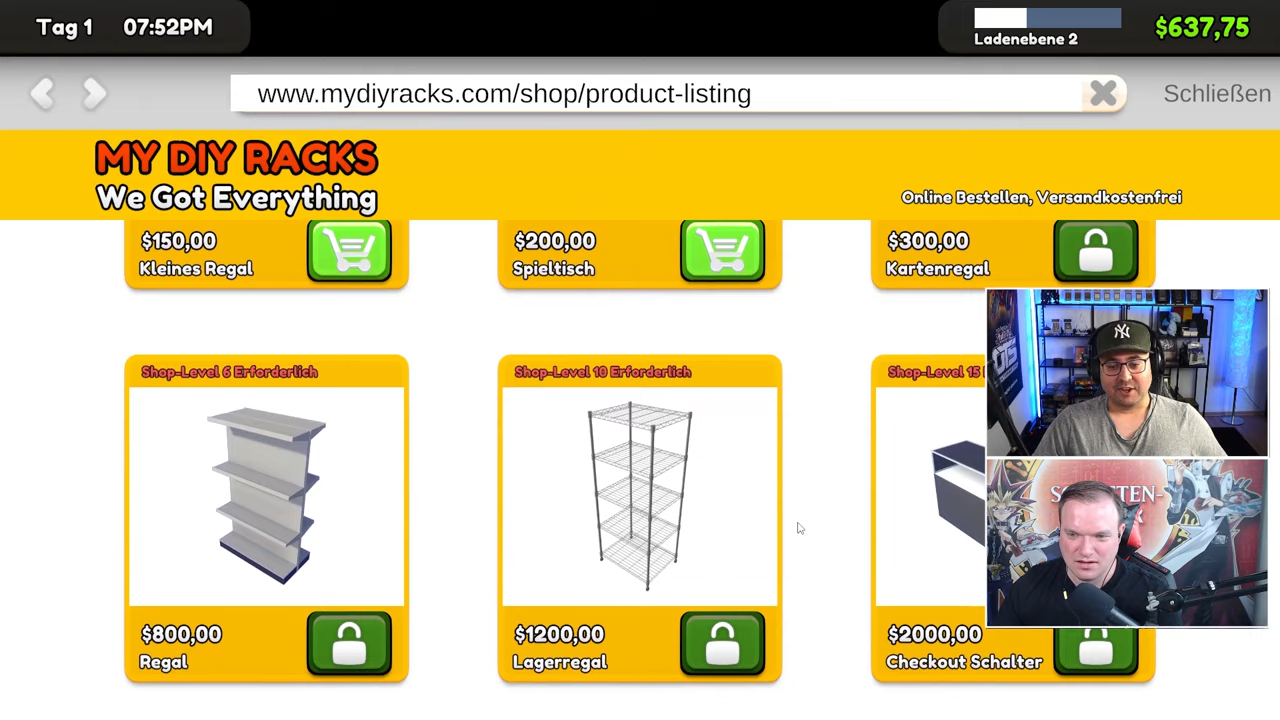 Tag 1 07:52PM
Ladenebene 2
$637,75
www.mydiyracks.com/shop/product-listing
Schließen
MY DIY RACKS
We Got Everything
Online Bestellen, Versandkostenfrei
$150,00
Kleines Regal
$200,00
Spieltisch
$300,00
Kartenregal
Shop-Level 6 Erforderlich
$800,00
Regal
Shop-Level 10 Erforderlich
$1200,00
Lagerregal
Shop-Level 15
$2000,00
Checkout Schalter